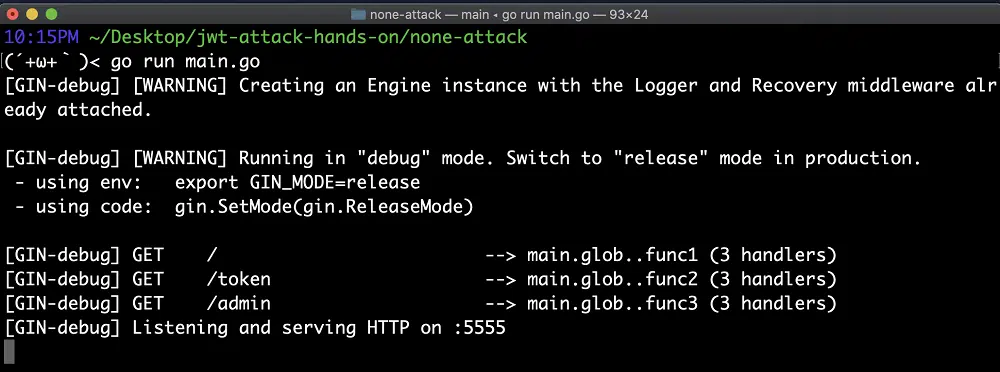 none-attack — main • go run main.go — 93×24
10:15PM ~/Desktop/jwt-attack-hands-on/none-attack
(´+ω+｀)< go run main.go
[GIN-debug] [WARNING] Creating an Engine instance with the Logger and Recovery middleware alr
eady attached.
[GIN-debug] [WARNING] Running in "debug" mode. Switch to "release" mode in production.
 - using env:   export GIN_MODE=release
 - using code:  gin.SetMode(gin.ReleaseMode)
[GIN-debug] GET    /                         --> main.glob..func1 (3 handlers)
[GIN-debug] GET    /token                    --> main.glob..func2 (3 handlers)
[GIN-debug] GET    /admin                    --> main.glob..func3 (3 handlers)
[GIN-debug] Listening and serving HTTP on :5555